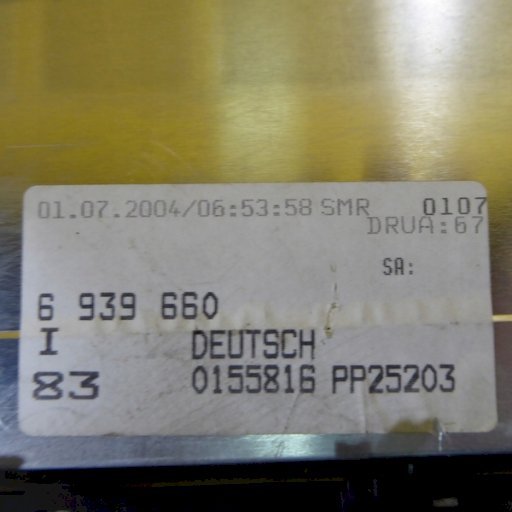 01.07.2004/06:53:58 SMR 0107
DRUA:67
SA:
6 939 660
I DEUTSCH
83 0155816 PP25203